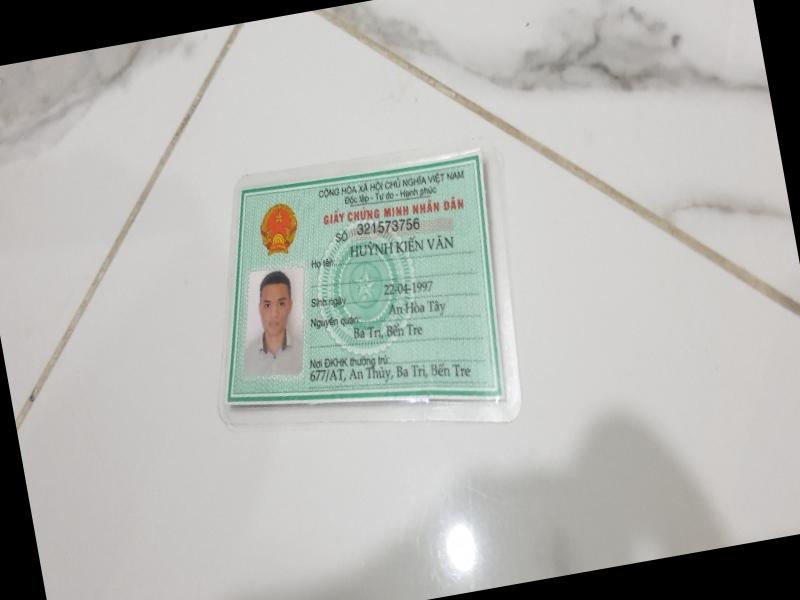 CỘNG HÒA XÃ HỘI CHỦ NGHĨA VIỆT NAM
Độc lập - Tự do - Hạnh phúc
GIẤY CHỨNG MINH NHÂN DÂN
SỐ 321573756
Họ tên: HUỲNH KIẾN VĂN
Sinh ngày 22-04-1997
Nguyên quán: An Hòa Tây
Ba Tri, Bến Tre
Nơi ĐKHK thường trú:
677/AT, An Thủy, Ba Tri, Bến Tre